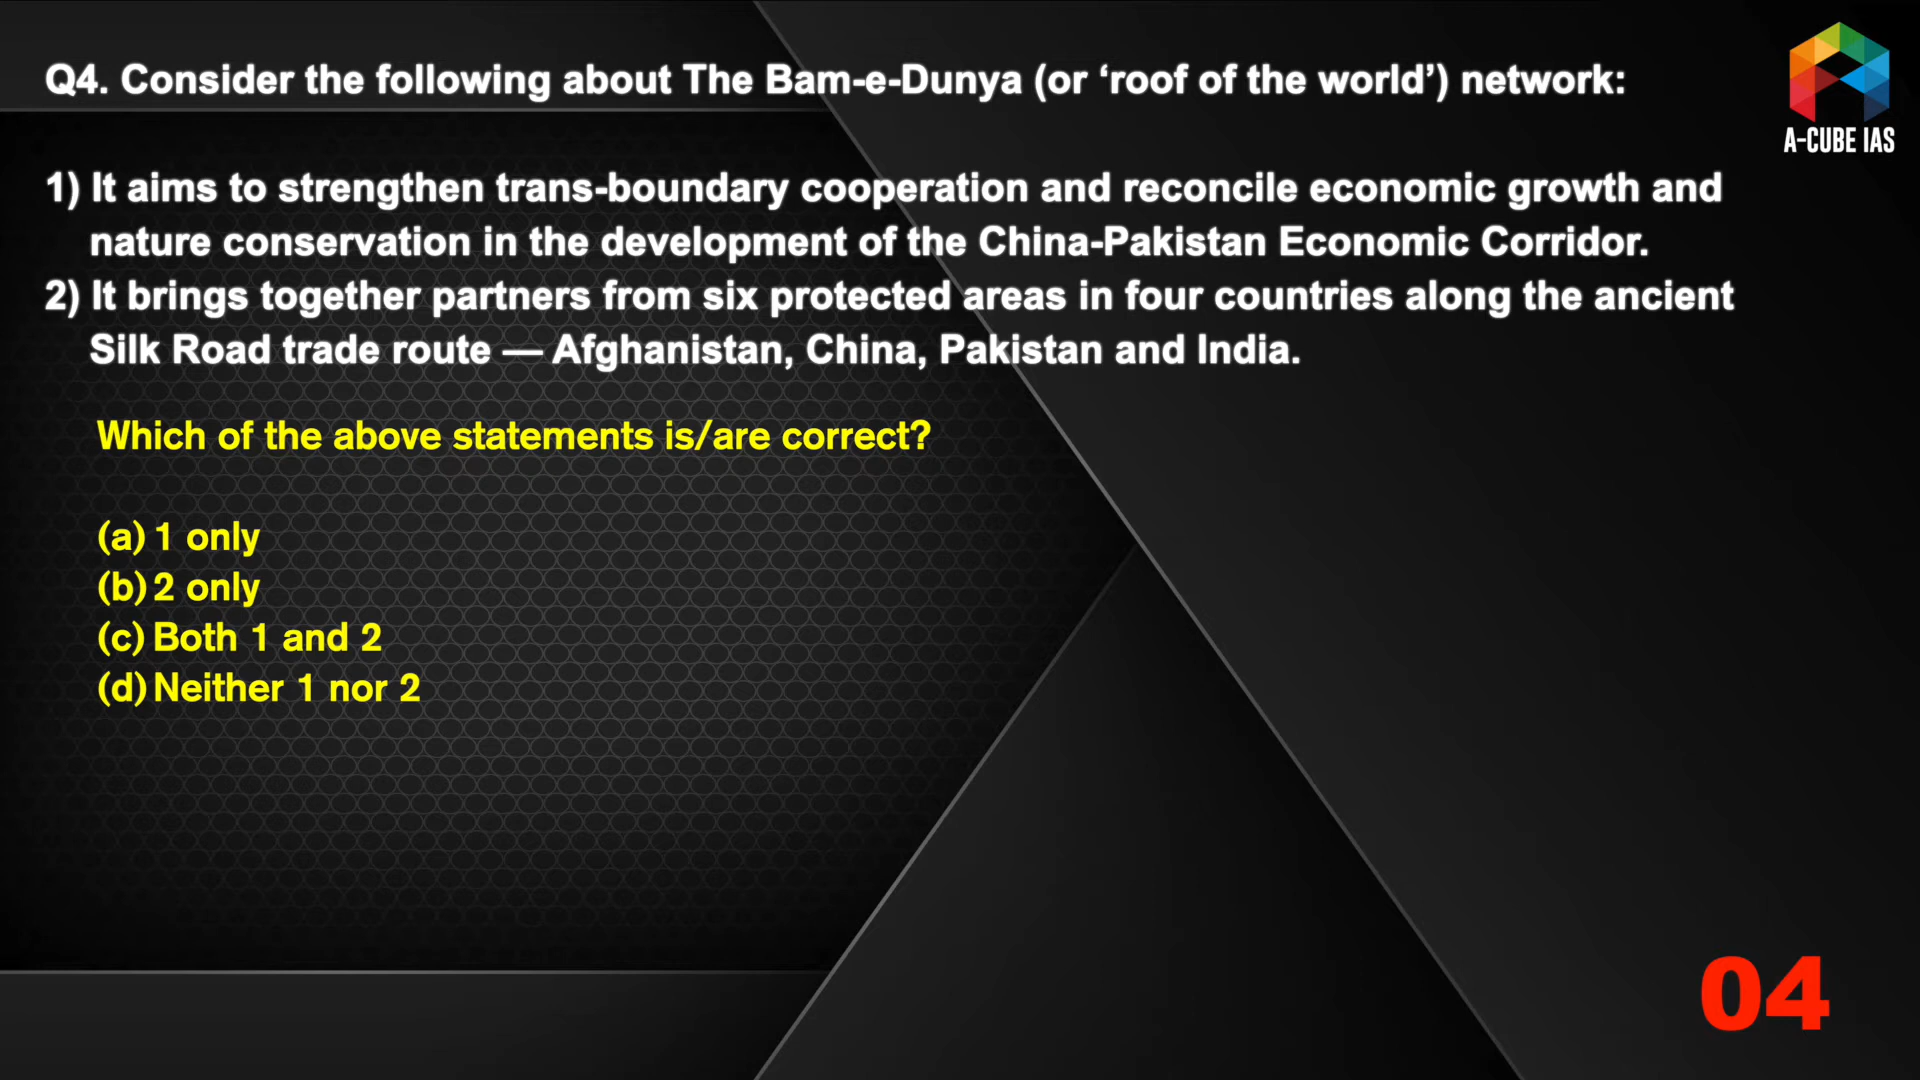 Q4. Consider the following about The Bam-e-Dunya (or ‘roof of the world’) network:
A-CUBE IAS
1) It aims to strengthen trans-boundary cooperation and reconcile economic growth and
nature conservation in the development of the China-Pakistan Economic Corridor.
2) It brings together partners from six protected areas in four countries along the ancient
Silk Road trade route — Afghanistan, China, Pakistan and India.
Which of the above statements is/are correct?
(a) 1 only
(b) 2 only
(c) Both 1 and 2
(d) Neither 1 nor 2
04